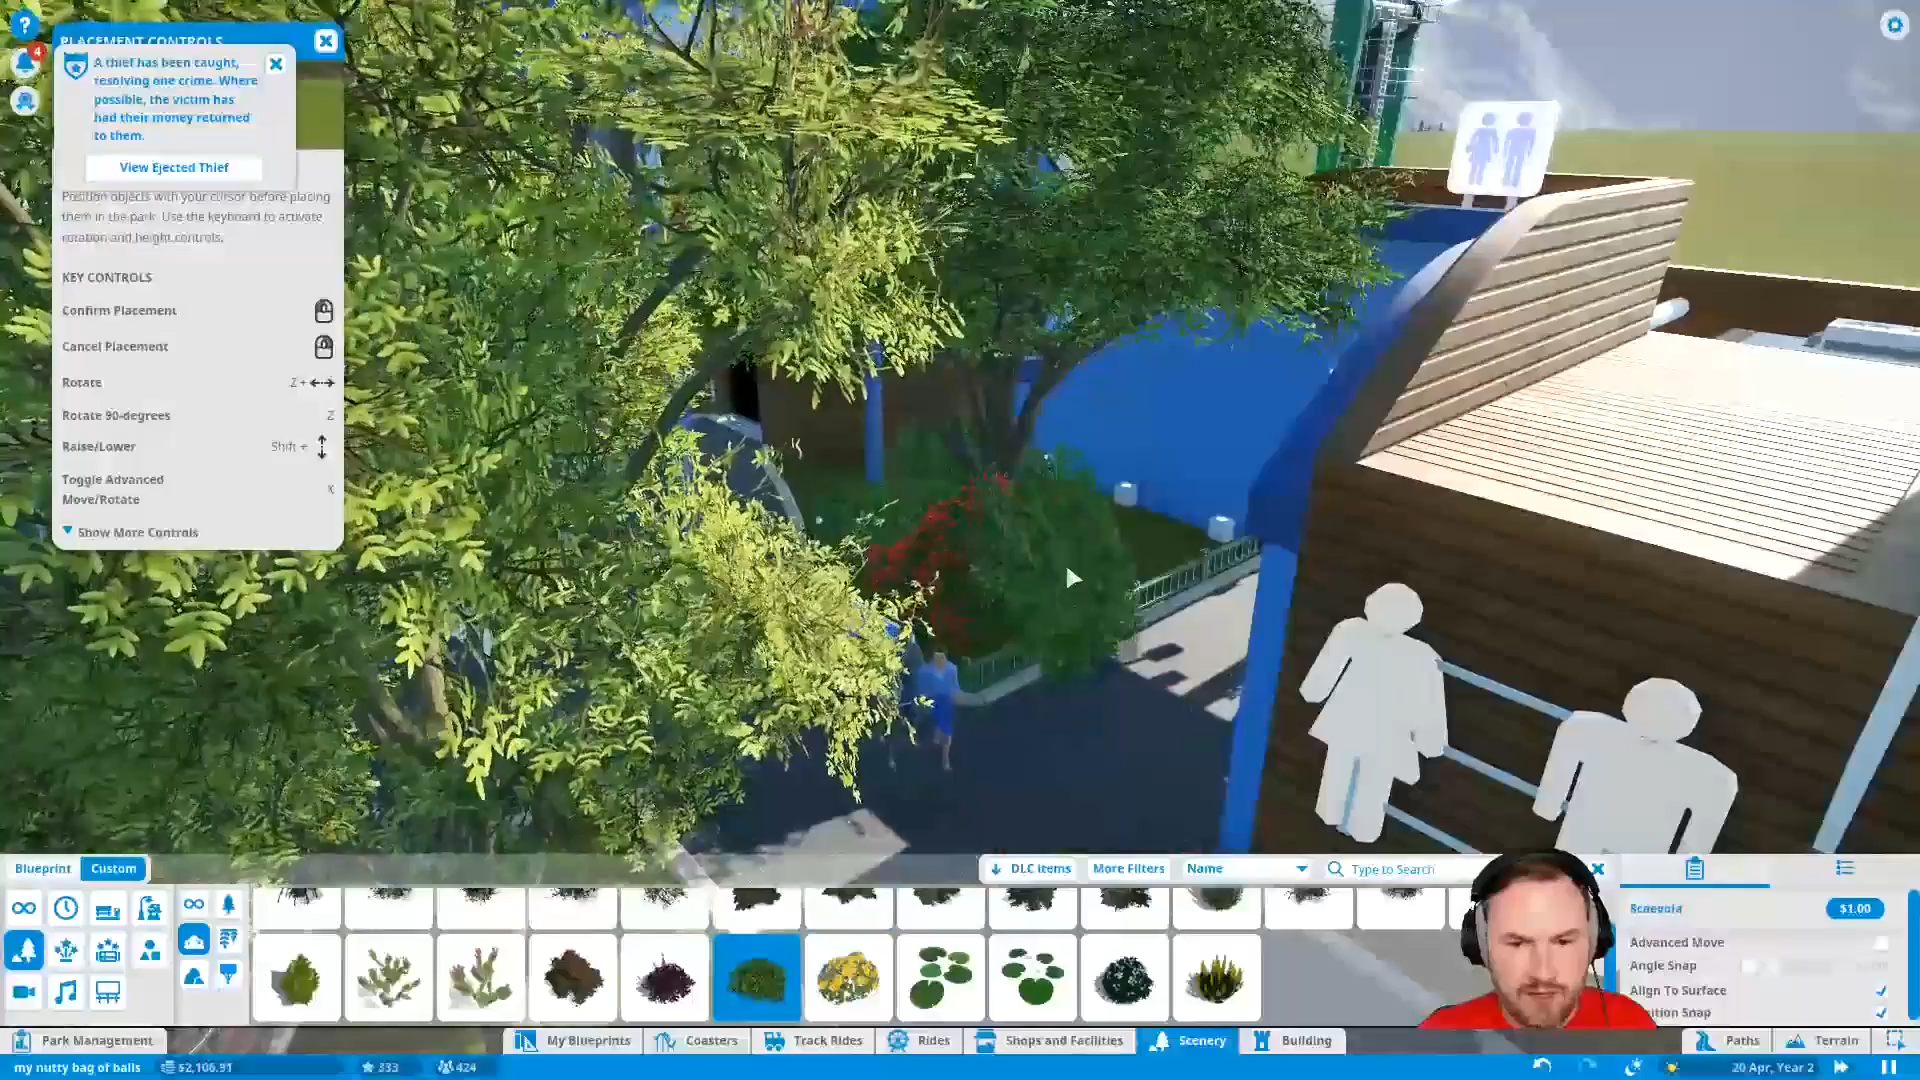 ?
PLACEMENT CONTROLS
4
A thief has been caught,
resolving one crime. Where
possible, the victim has
had their money returned
to them.
View Ejected Thief
Position objects with your cursor before placing
them in the park. Use the keyboard to activate
rotation and height controls.
KEY CONTROLS
Confirm Placement
Cancel Placement
Rotate Z +
Rotate 90-degrees Z
Raise/Lower Shift +
Toggle Advanced
Move/Rotate X
Show More Controls
Blueprint Custom
DLC items More Filters Name Type to Search
Scaevola $1.00
Advanced Move
Angle Snap
Align To Surface
Park Management My Blueprints Coasters Track Rides Rides Shops and Facilities Scenery Building Paths Terrain
my nutty bag of balls $2,106.91 333 424 20 Apr, Year 2